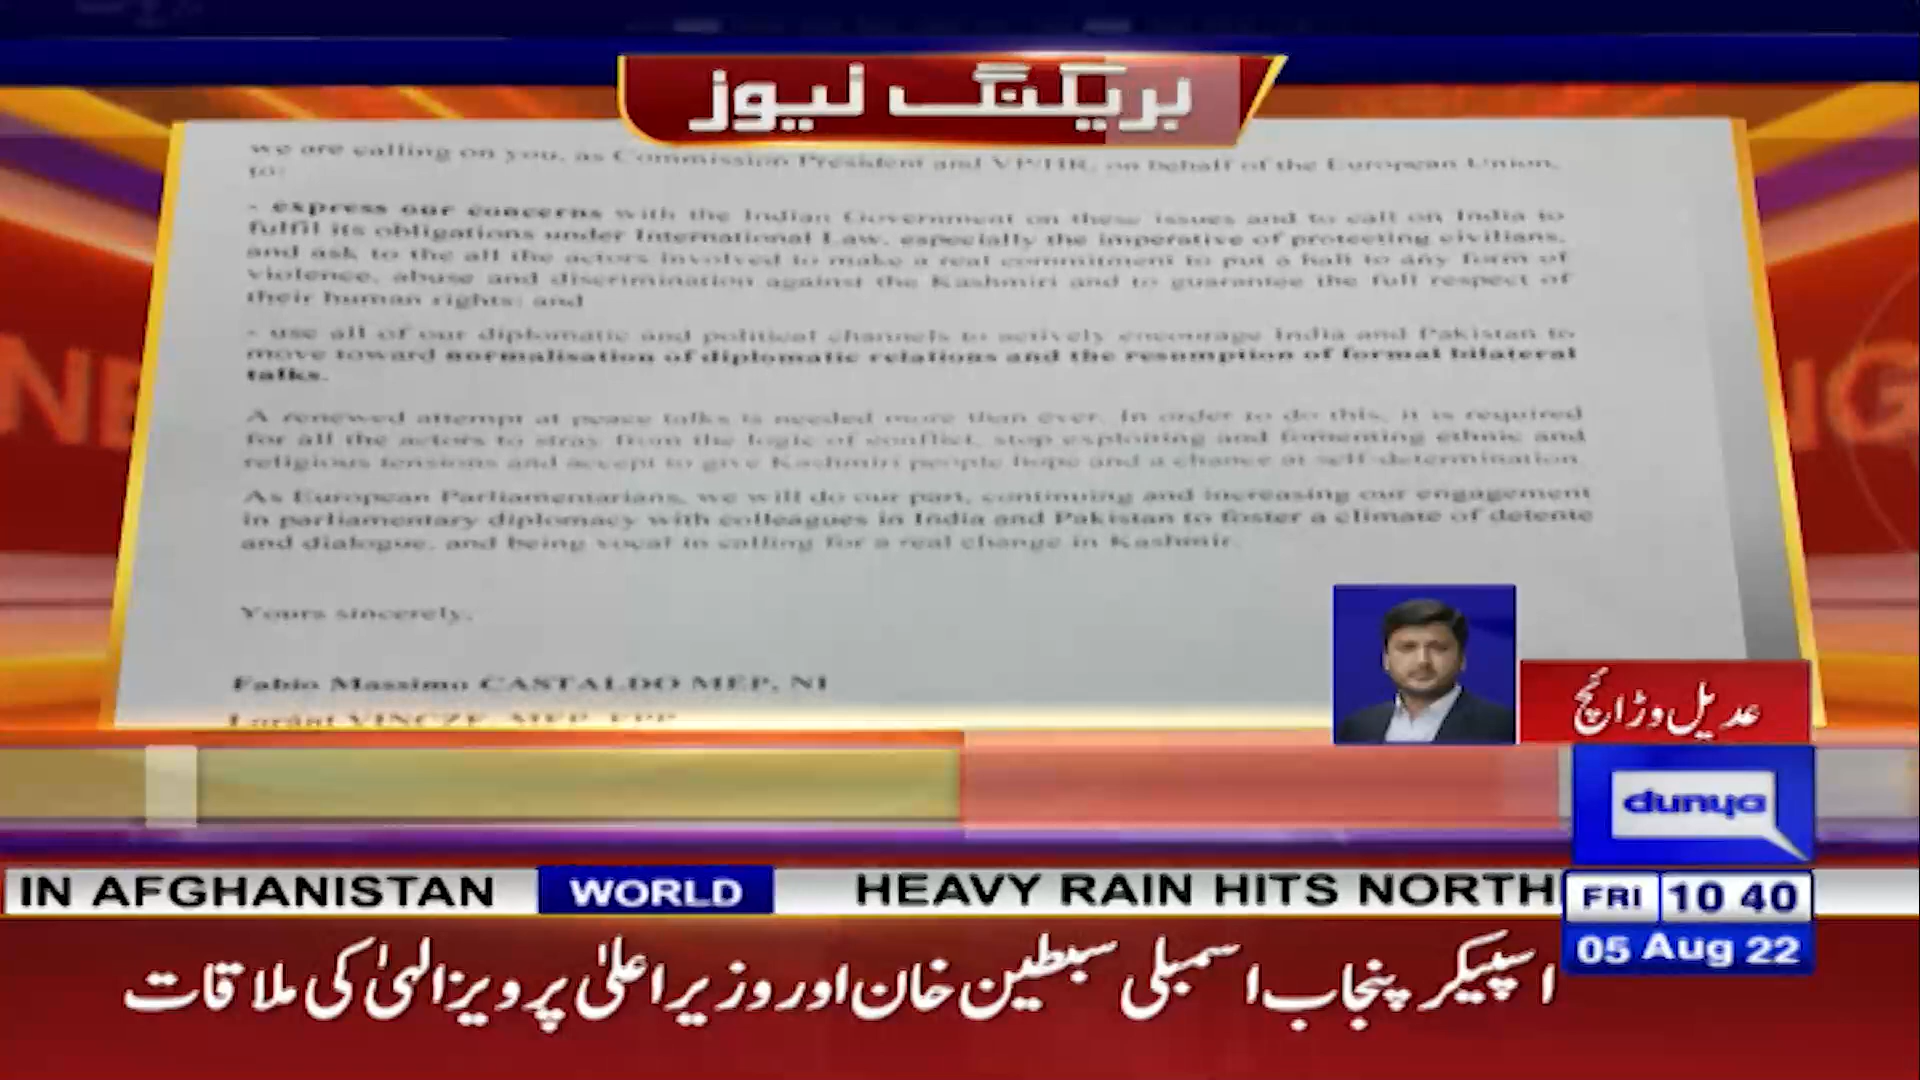 بریکنگ نیوز
we are calling on you, as Commission President and VP/HR, on behalf of the European Union,
to:
- express our concerns with the Indian Government on these issues and to call on India to
fulfil its obligations under International Law, especially the imperative of protecting civilians,
and ask to the all the actors involved to make a real commitment to put a halt to any form of
violence, abuse and discrimination against the Kashmiri and to guarantee the full respect of
their human rights; and
- use all of our diplomatic and political channels to actively encourage India and Pakistan to
move toward normalisation of diplomatic relations and the resumption of formal bilateral
talks.
A renewed attempt at peace talks is needed more than ever. In order to do this, it is required
for all the actors to stray from the logic of conflict, stop exploiting and fomenting ethnic and
religious tensions and accept to give Kashmiri people hope and a chance at self-determination.
As European Parliamentarians, we will do our part, continuing and increasing our engagement
in parliamentary diplomacy with colleagues in India and Pakistan to foster a climate of detente
and dialogue, and being vocal in calling for a real change in Kashmir.
Yours sincerely,
Fabio Massimo CASTALDO MEP, NI
Loránt VINCZE, MEP, EPP
عدیل وڑائچ
dunya
IN AFGHANISTAN WORLD HEAVY RAIN HITS NORTH
FRI 10 40
05 Aug 22
اسپیکر پنجاب اسمبلی سبطین خان اور وزیراعلیٰ پرویزالہیٰ کی ملاقات